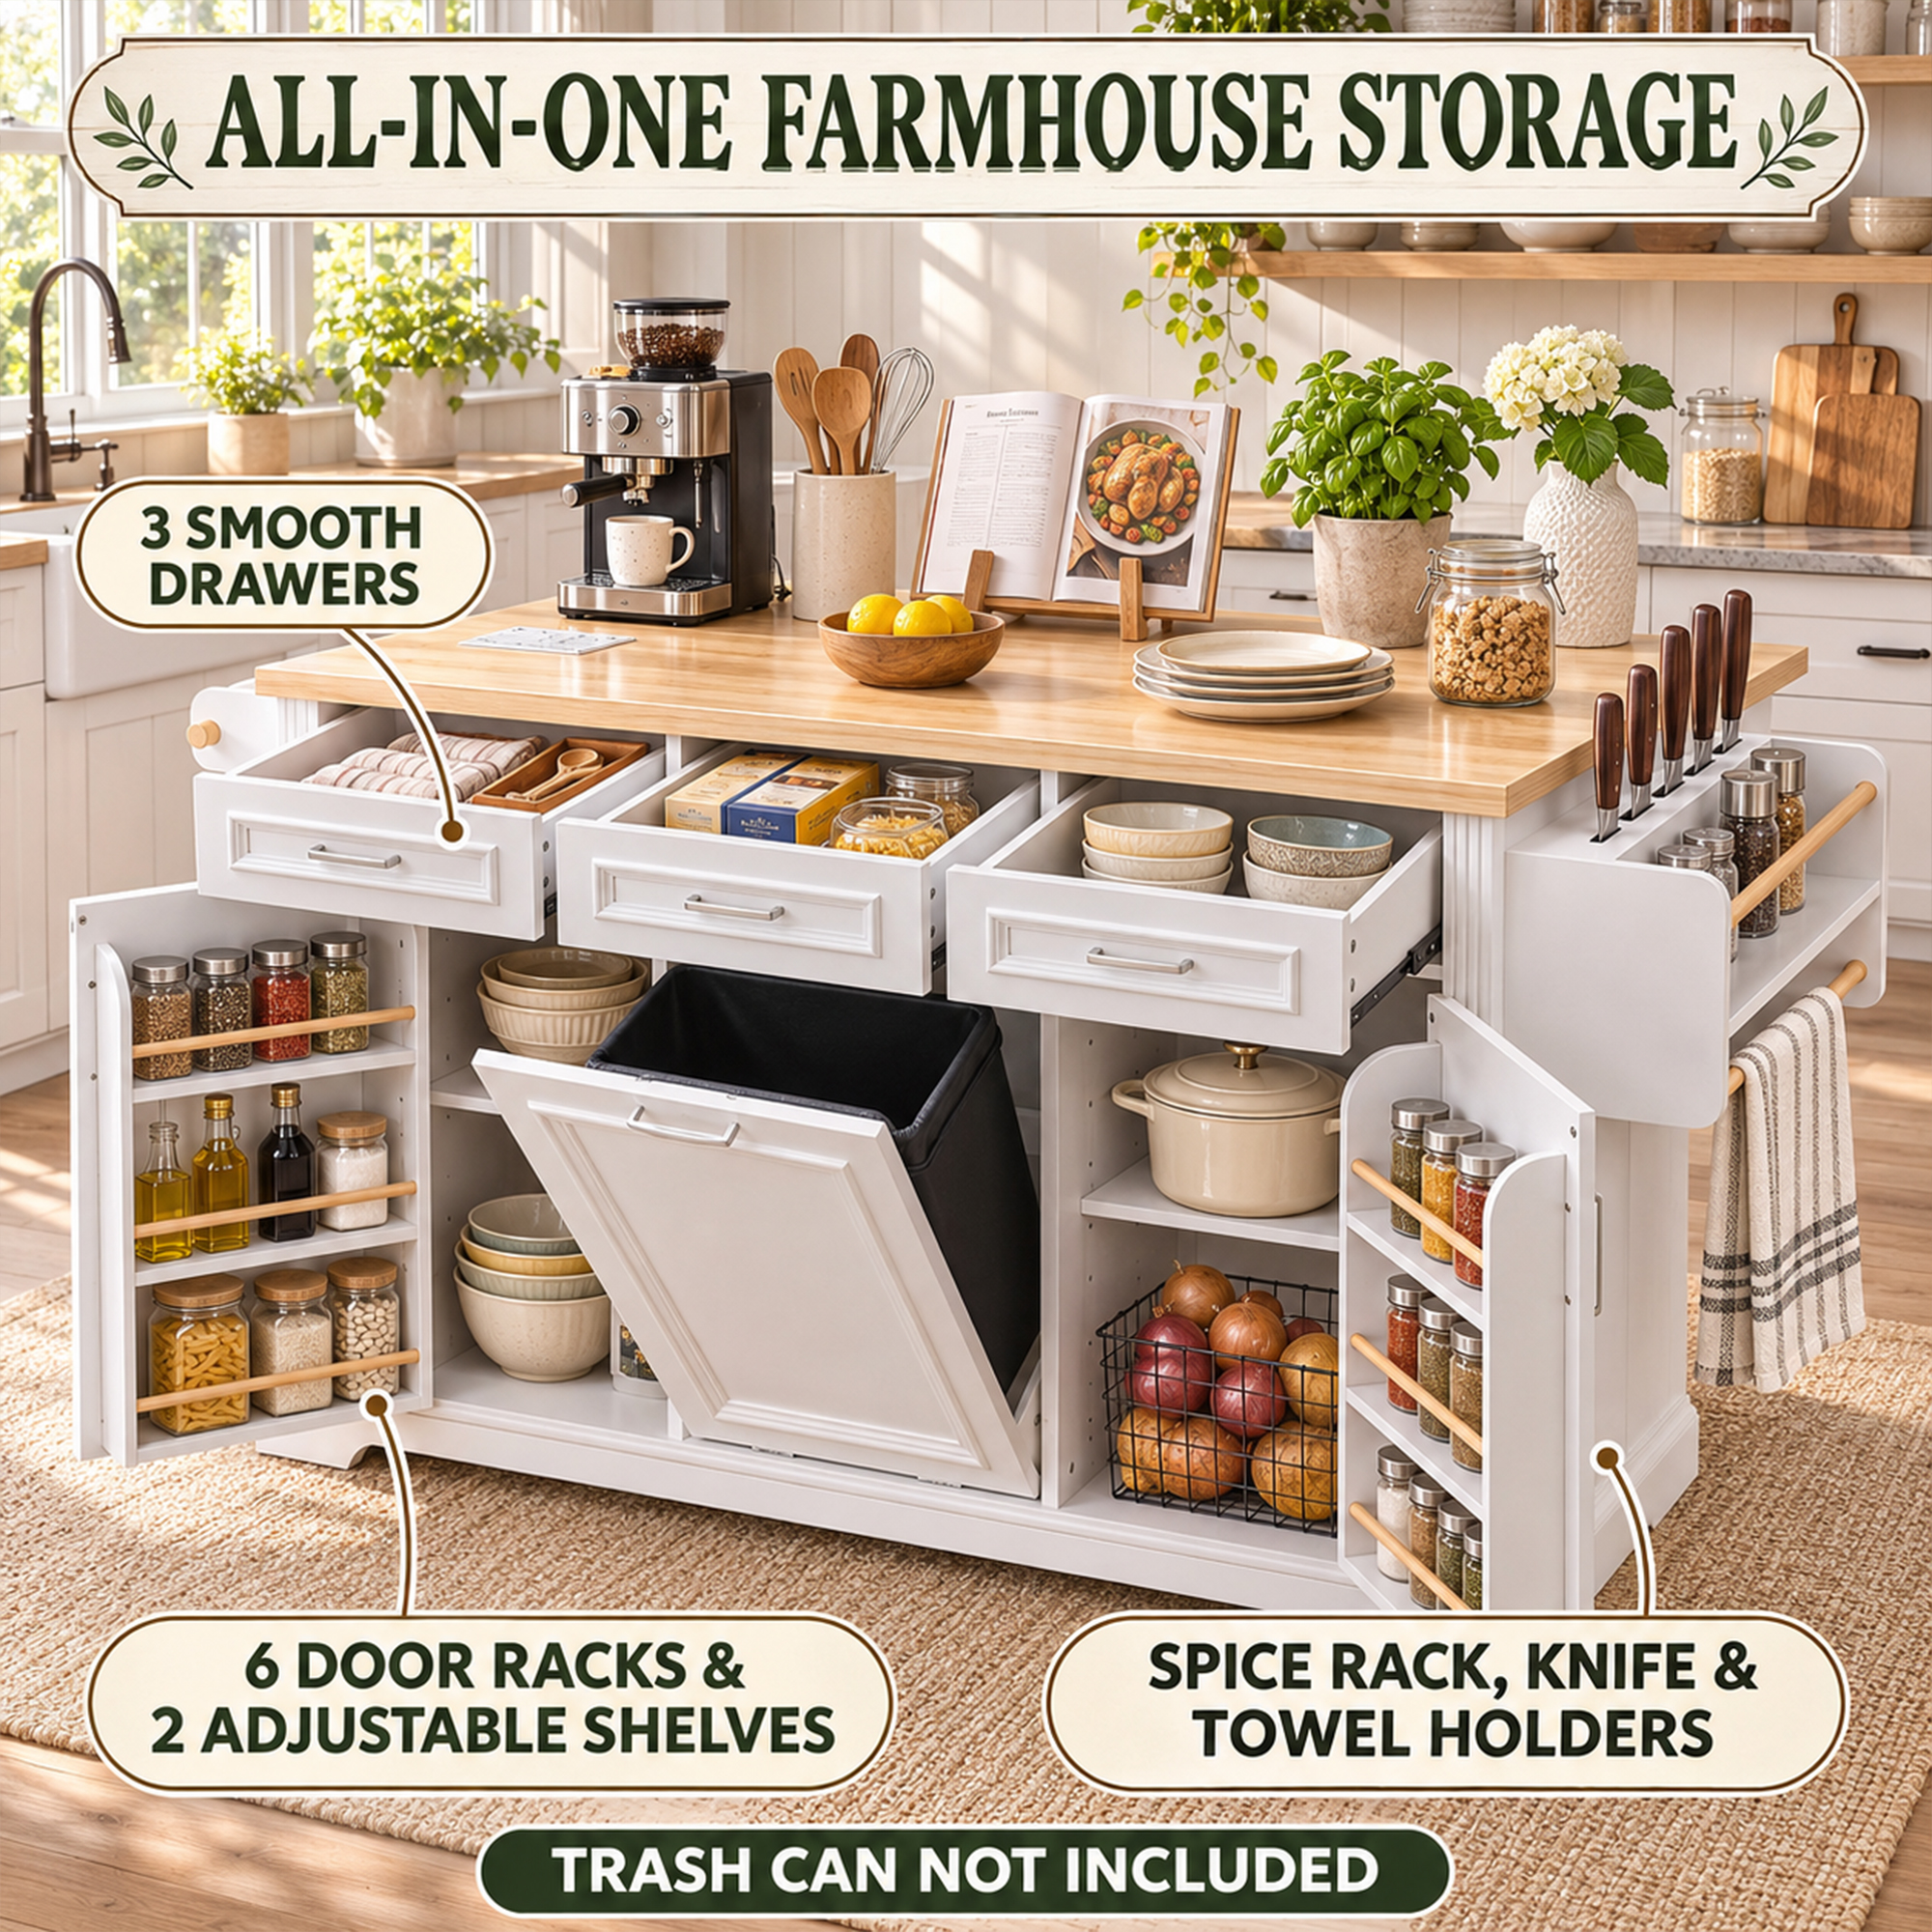 ALL-IN-ONE FARMHOUSE STORAGE
3 SMOOTH
DRAWERS
6 DOOR RACKS &
2 ADJUSTABLE SHELVES
SPICE RACK, KNIFE &
TOWEL HOLDERS
TRASH CAN NOT INCLUDED